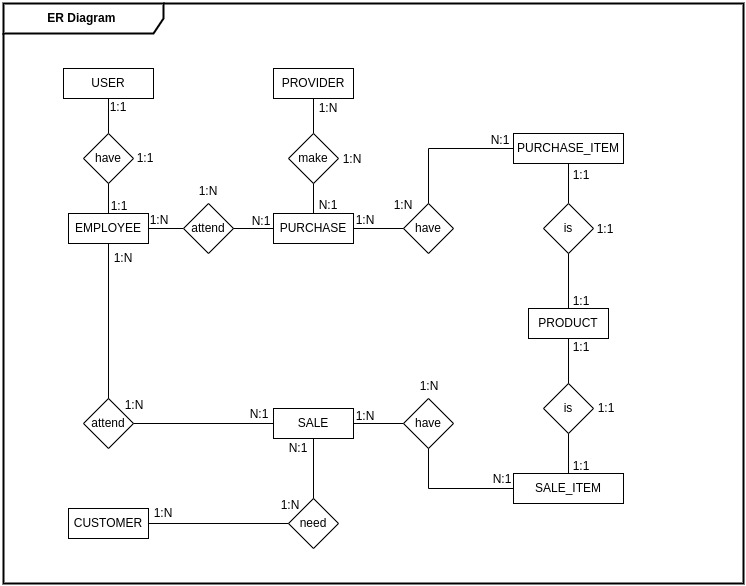 ER Diagram
USER
PROVIDER
1:1
1:N
N:1
PURCHASE_ITEM
have
1:1
make
1:N
1:1
1:N
1:N
1:1
N:1
EMPLOYEE
1:N
attend
N:1
PURCHASE
1:N
have
is
1:1
1:N
1:1
PRODUCT
1:1
1:N
1:N
attend
N:1
SALE
1:N
have
is
1:1
N:1
1:1
N:1
SALE_ITEM
CUSTOMER
1:N
1:N
need